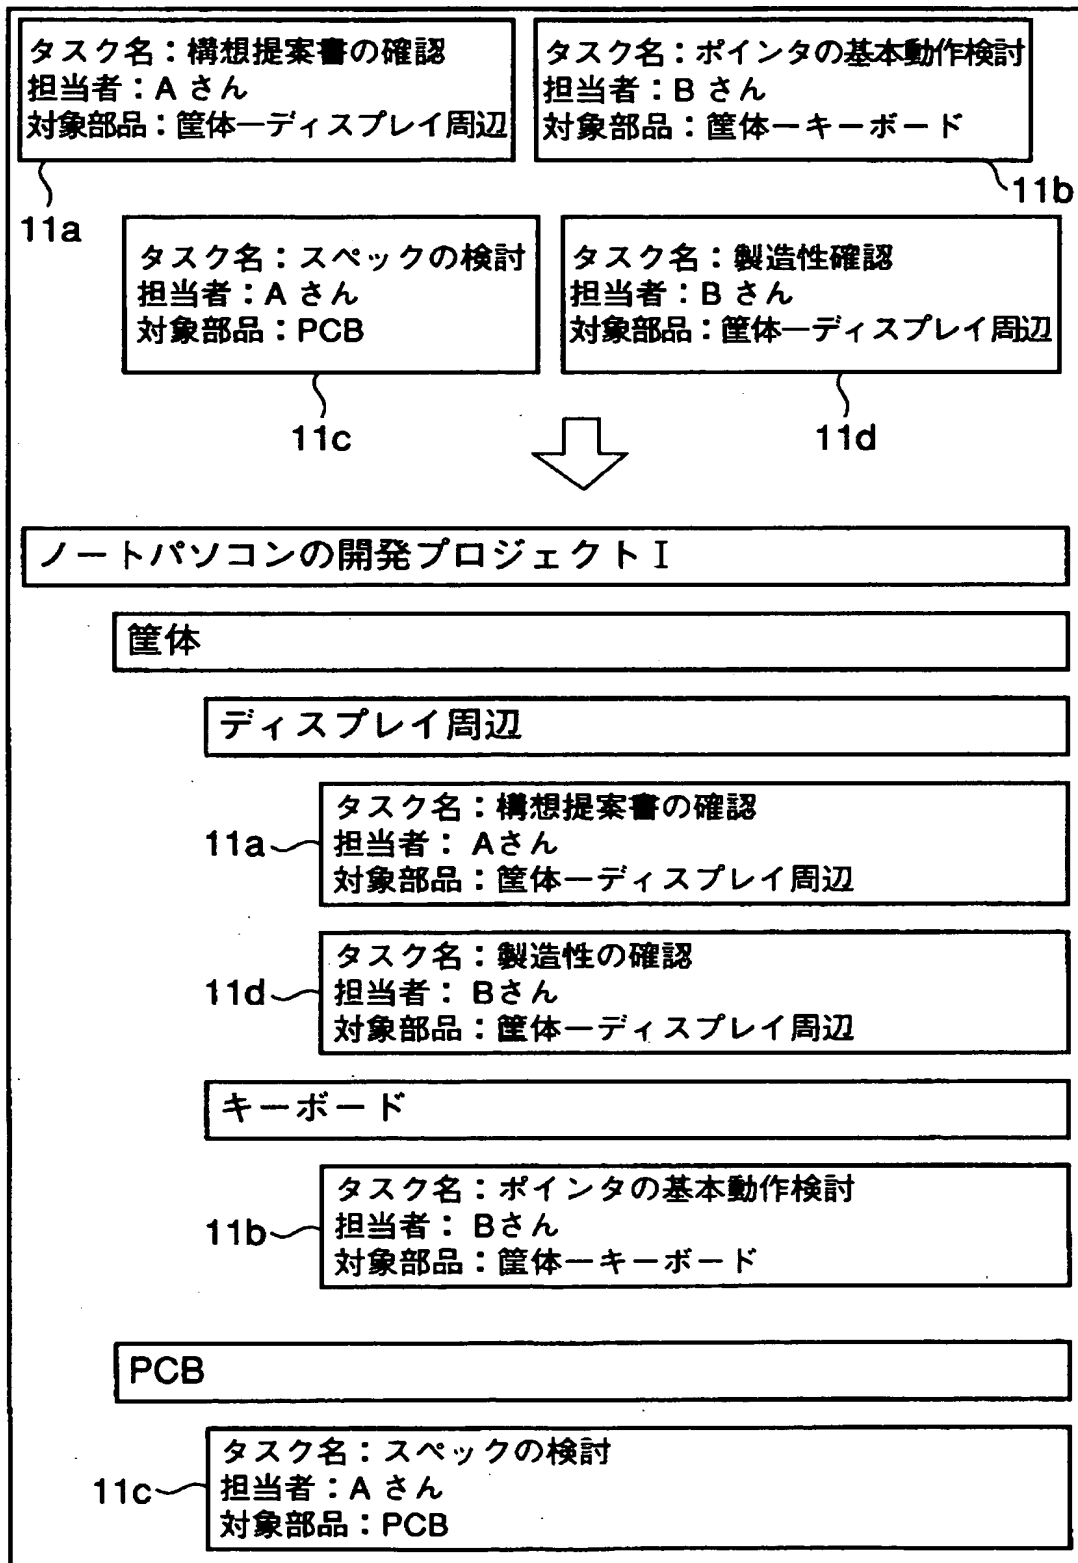 タスク名：構想提案書の確認
担当者：A さん
対象部品：筐体ーディスプレイ周辺
11a
タスク名：ポインタの基本動作検討
担当者：B さん
対象部品：筐体ーキーボード
11b
タスク名：スペックの検討
担当者：A さん
対象部品：PCB
11c
タスク名：製造性確認
担当者：B さん
対象部品：筐体ーディスプレイ周辺
11d
ノートパソコンの開発プロジェクトⅠ
筐体
ディスプレイ周辺
11a
タスク名：構想提案書の確認
担当者： Aさん
対象部品：筐体ーディスプレイ周辺
11d
タスク名：製造性の確認
担当者： Bさん
対象部品：筐体ーディスプレイ周辺
キーボード
11b
タスク名：ポインタの基本動作検討
担当者： Bさん
対象部品：筐体ーキーボード
PCB
11c
タスク名：スペックの検討
担当者：A さん
対象部品：PCB